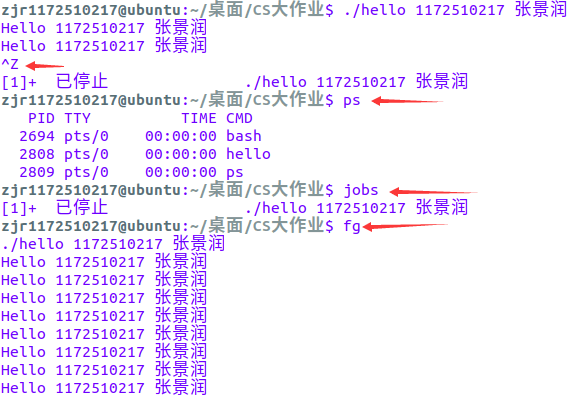 zjr1172510217@ubuntu:~/桌面/CS大作业$ ./hello 1172510217 张景润
Hello 1172510217 张景润
Hello 1172510217 张景润
^Z
[1]+  已停止               ./hello 1172510217 张景润
zjr1172510217@ubuntu:~/桌面/CS大作业$ ps
   PID TTY          TIME CMD
  2694 pts/0    00:00:00 bash
  2808 pts/0    00:00:00 hello
  2809 pts/0    00:00:00 ps
zjr1172510217@ubuntu:~/桌面/CS大作业$ jobs
[1]+  已停止               ./hello 1172510217 张景润
zjr1172510217@ubuntu:~/桌面/CS大作业$ fg
./hello 1172510217 张景润
Hello 1172510217 张景润
Hello 1172510217 张景润
Hello 1172510217 张景润
Hello 1172510217 张景润
Hello 1172510217 张景润
Hello 1172510217 张景润
Hello 1172510217 张景润
Hello 1172510217 张景润